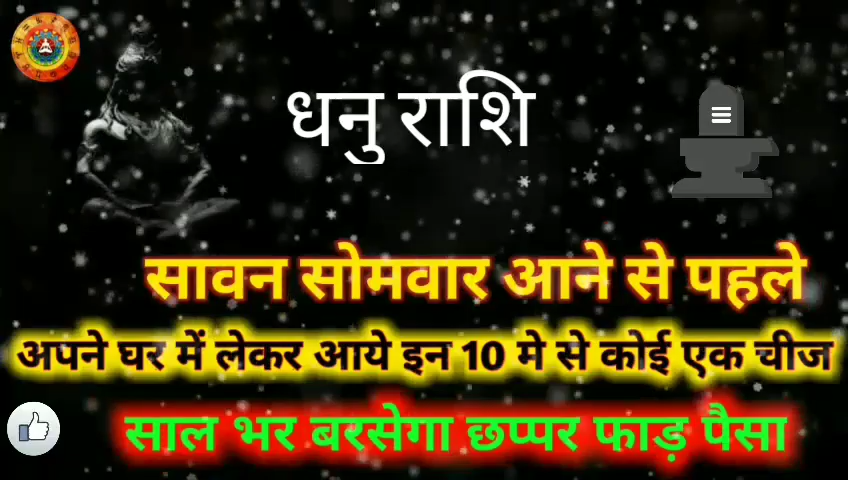 धनु राशि
सावन सोमवार आने से पहले
अपने घर में लेकर आये इन 10 मे से कोई एक चीज
साल भर बरसेगा छप्पर फाड़ पैसा